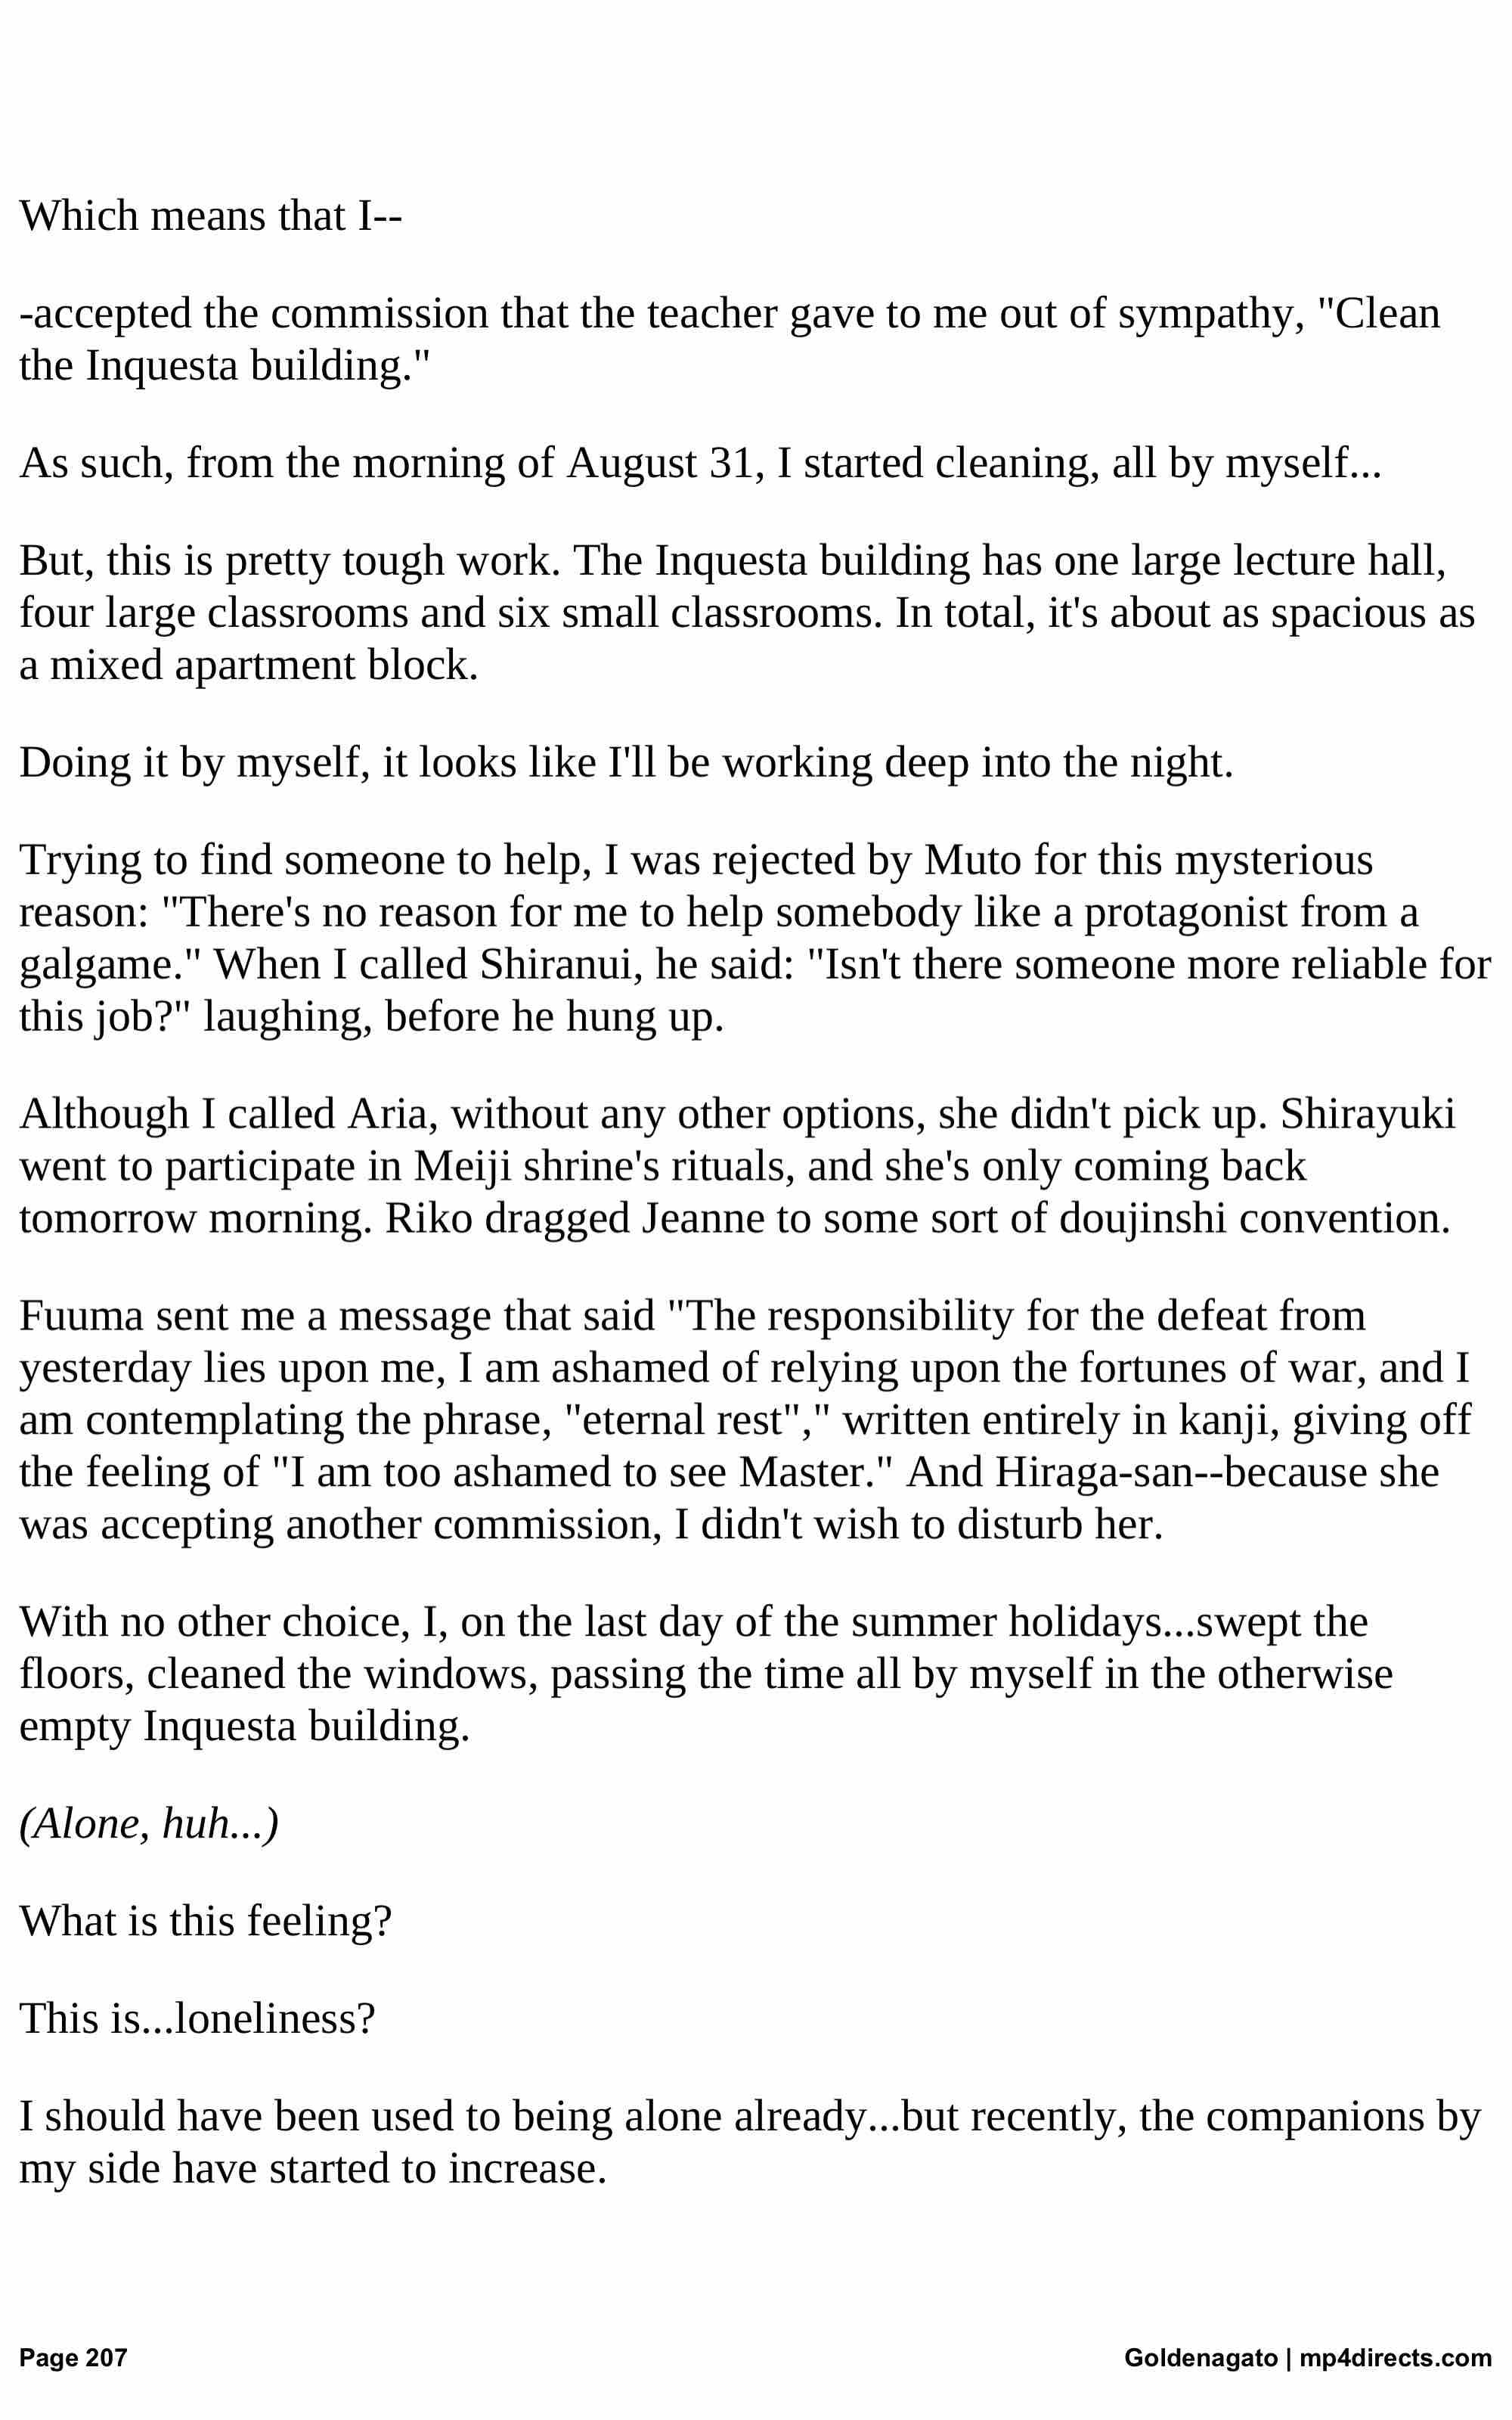 Which means that I--
-accepted the commission that the teacher gave to me out of sympathy, "Clean
the Inquesta building."
As such, from the morning of August 31, I started cleaning, all by myself...
But, this is pretty tough work. The Inquesta building has one large lecture hall,
four large classrooms and six small classrooms. In total, it's about as spacious as
a mixed apartment block.
Doing it by myself, it looks like I'll be working deep into the night.
Trying to find someone to help, I was rejected by Muto for this mysterious
reason: "There's no reason for me to help somebody like a protagonist from a
galgame." When I called Shiranui, he said: "Isn't there someone more reliable for
this job?" laughing, before he hung up.
Although I called Aria, without any other options, she didn't pick up. Shirayuki
went to participate in Meiji shrine's rituals, and she's only coming back
tomorrow morning. Riko dragged Jeanne to some sort of doujinshi convention.
Fuuma sent me a message that said "The responsibility for the defeat from
yesterday lies upon me, I am ashamed of relying upon the fortunes of war, and I
am contemplating the phrase, "eternal rest"," written entirely in kanji, giving off
the feeling of "I am too ashamed to see Master." And Hiraga-san--because she
was accepting another commission, I didn't wish to disturb her.
With no other choice, I, on the last day of the summer holidays...swept the
floors, cleaned the windows, passing the time all by myself in the otherwise
empty Inquesta building.
(Alone, huh...)
What is this feeling?
This is...loneliness?
I should have been used to being alone already...but recently, the companions by
my side have started to increase.
Page 207
Goldenagato | mp4directs.com